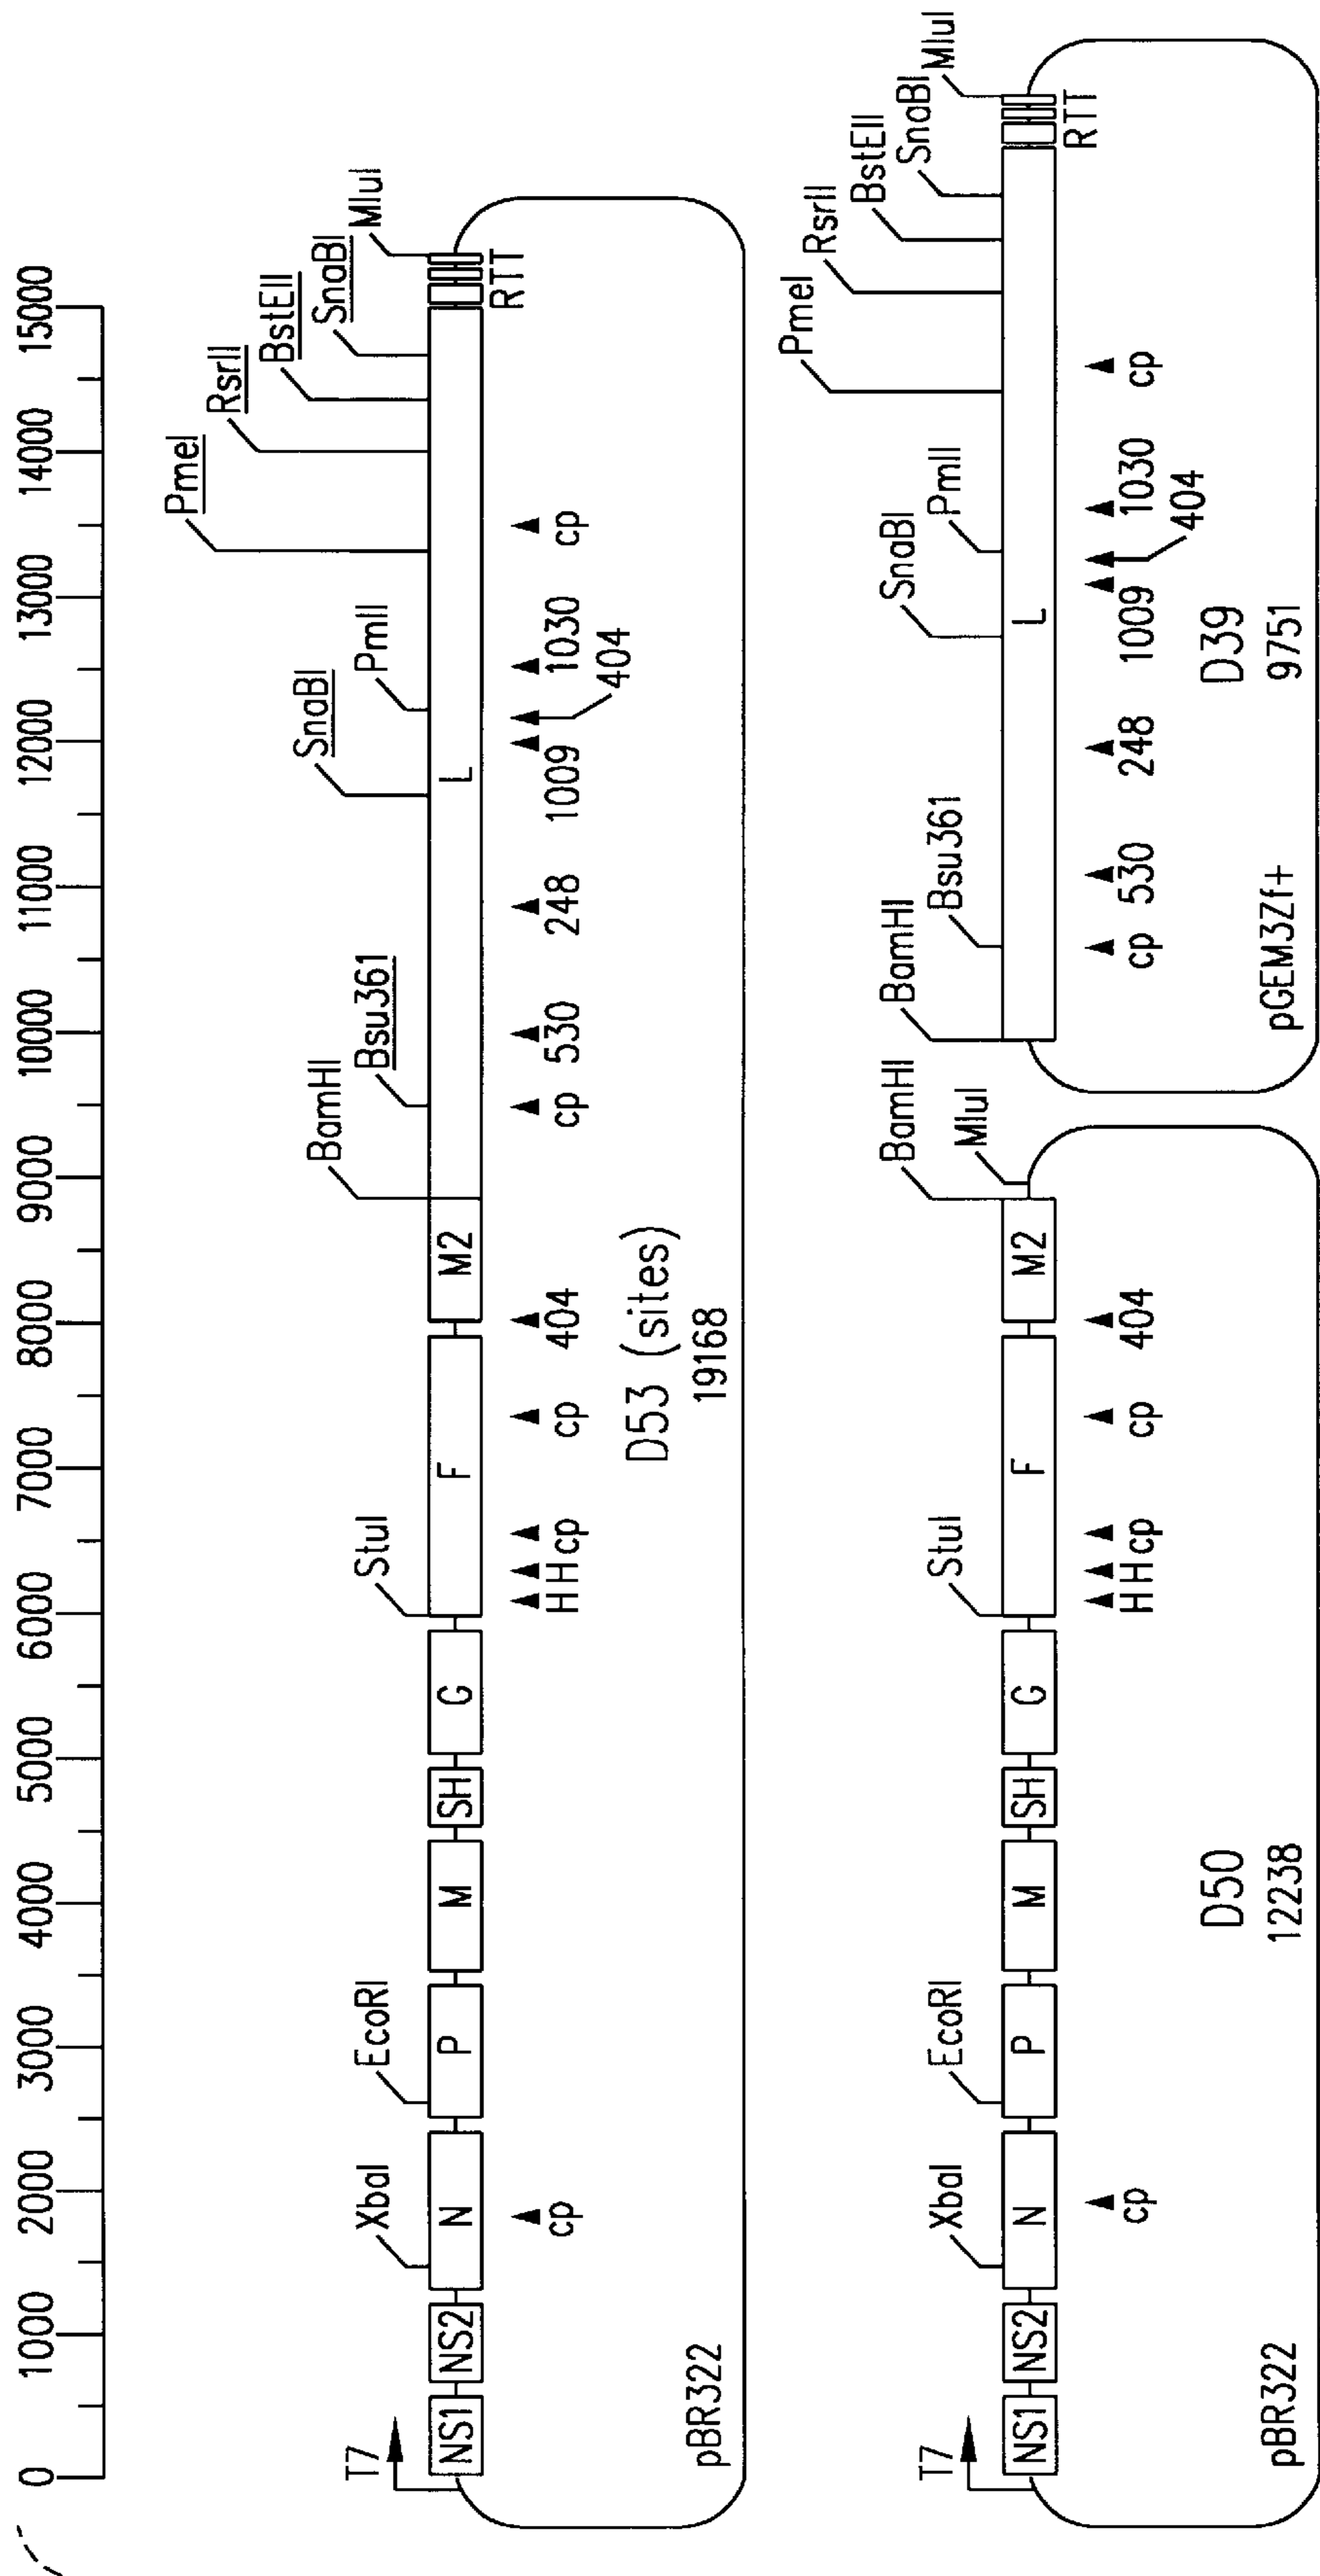 0 1000 2000 3000 4000 5000 6000 7000 8000 9000 10000 11000 12000 13000 14000 15000
PmeI
RsrII
BstEII
SnaBI
MluI
SnaBI
PmlI
BamHI
Bsu361
StuI
EcoRI
XbaI
T7
NS1 NS2 N P M SH G F M2 L RTT
cp HHcp cp 404 cp 530 248 1009 1030 cp
404
D53 (sites)
19168
pBR322
PmeI
RsrII
BstEII
SnaBI
MluI
SnaBI
PmlI
BamHI
Bsu361
BamHI
MluI
StuI
EcoRI
XbaI
T7
NS1 NS2 N P M SH G F M2
L RTT
cp HHcp cp 404
cp 530 248 1009 1030 cp
404
D50
12238
pBR322
D39
9751
pGEM3Zf+